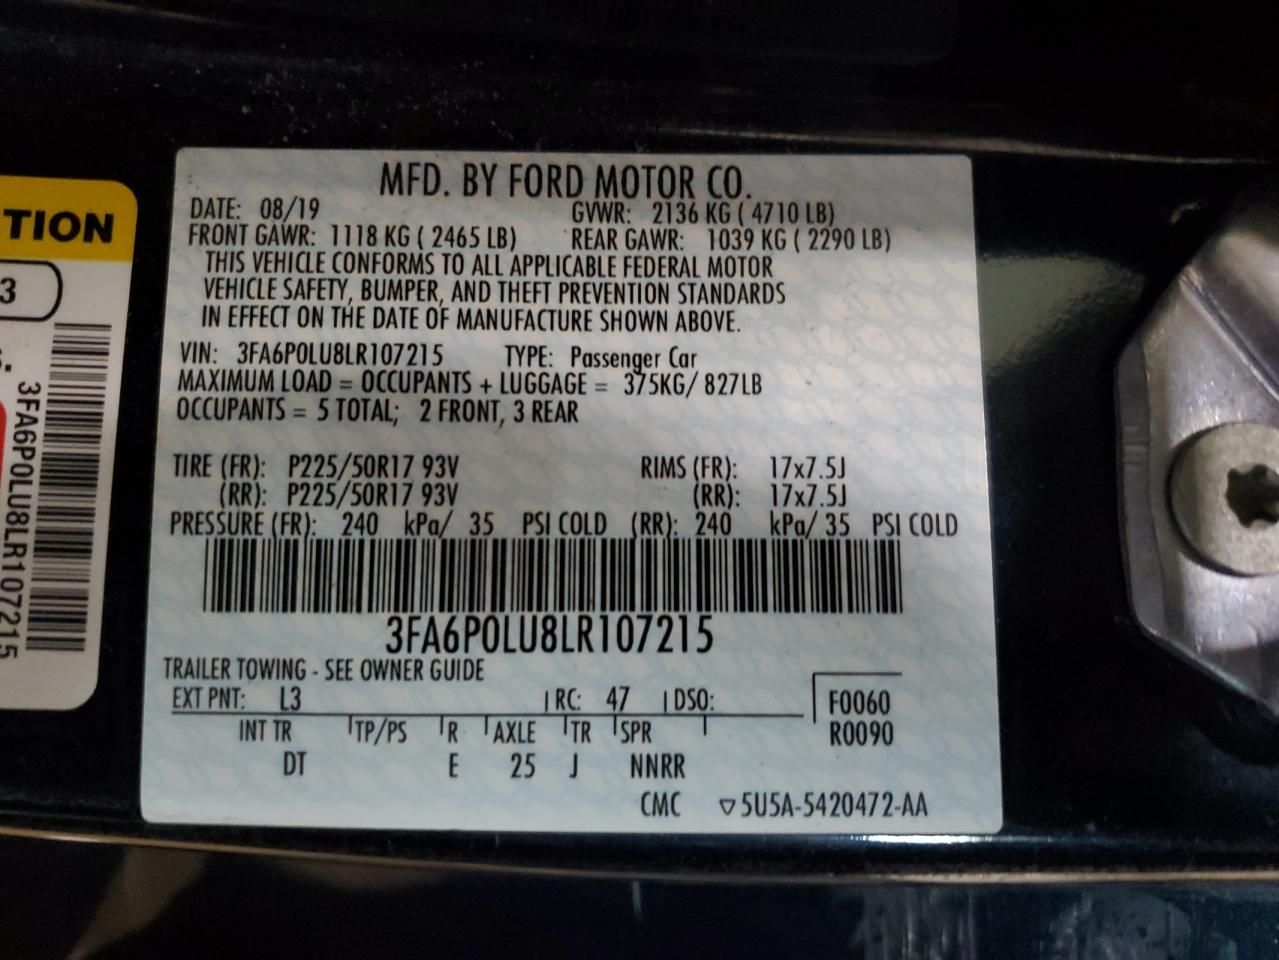 MFD. BY FORD MOTOR CO.
DATE: 08/19 GVWR: 2136 KG ( 4710 LB)
FRONT GAWR: 1118 KG ( 2465 LB) REAR GAWR: 1039 KG ( 2290 LB)
THIS VEHICLE CONFORMS TO ALL APPLICABLE FEDERAL MOTOR
VEHICLE SAFETY, BUMPER, AND THEFT PREVENTION STANDARDS
IN EFFECT ON THE DATE OF MANUFACTURE SHOWN ABOVE.
VIN: 3FA6P0LU8LR107215 TYPE: Passenger Car
MAXIMUM LOAD = OCCUPANTS + LUGGAGE = 375KG/ 827LB
OCCUPANTS = 5 TOTAL; 2 FRONT, 3 REAR
TIRE (FR): P225/50R17 93V RIMS (FR): 17x7.5J
(RR): P225/50R17 93V (RR): 17x7.5J
PRESSURE (FR): 240 kPa/ 35 PSI COLD (RR): 240 kPa/ 35 PSI COLD
3FA6P0LU8LR107215
TRAILER TOWING - SEE OWNER GUIDE
EXT PNT: L3 RC: 47 DSO: F0060
INT TR TP/PS R AXLE TR SPR R0090
DT E 25 J NNRR
CMC ▽5U5A-5420472-AA
TION
3
3FA6P0LU8LR107215